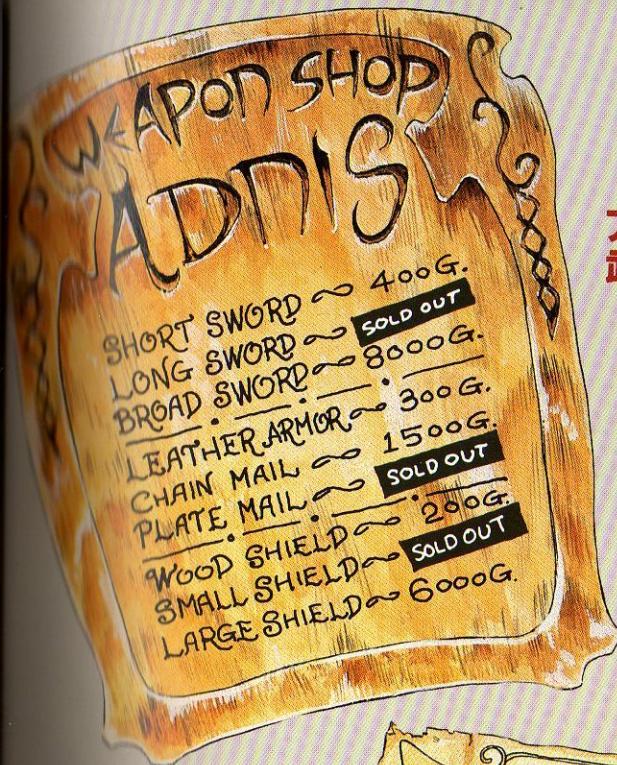 WEAPON SHOP
ADNIS
SHORT SWORD ~ 400G.
LONG SWORD ~ SOLD OUT
BROAD SWORD ~ 8000G.
LEATHER ARMOR ~ 300G.
CHAIN MAIL ~ 1500G.
PLATE MAIL ~ SOLD OUT
WOOD SHIELD ~ 200G.
SMALL SHIELD ~ SOLD OUT
LARGE SHIELD ~ 6000G.